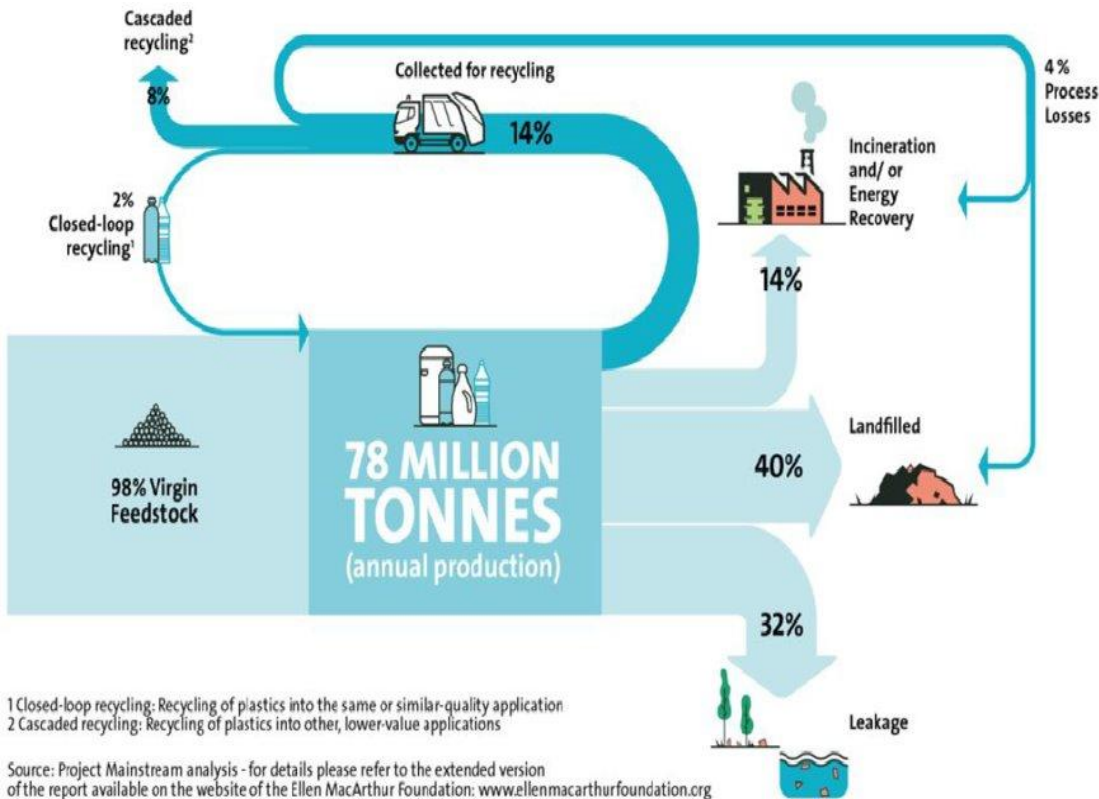 Cascaded
recycling²
8%
Collected for recycling
14%
4 %
Process
Losses
2%
Closed-loop
recycling¹
Incineration
and/ or
Energy
Recovery
14%
98% Virgin
Feedstock
78 MILLION
TONNES
(annual production)
Landfilled
40%
32%
Leakage
1 Closed-loop recycling: Recycling of plastics into the same or similar-quality application
2 Cascaded recycling: Recycling of plastics into other, lower-value applications
Source: Project Mainstream analysis - for details please refer to the extended version
of the report available on the website of the Ellen MacArthur Foundation: www.ellenmacarthurfoundation.org